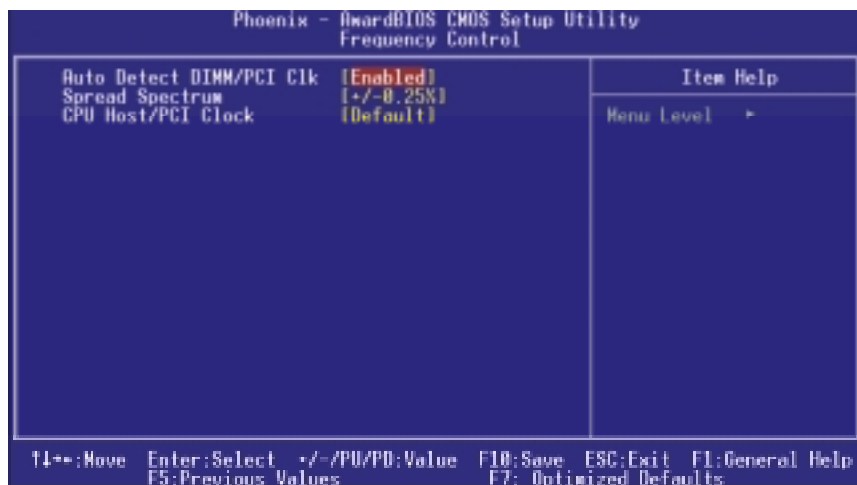 Phoenix - AwardBIOS CMOS Setup Utility
Frequency Control
Auto Detect DIMM/PCI Clk [Enabled]
Spread Spectrum [+/-0.25%]
CPU Host/PCI Clock [Default]
Item Help
Menu Level ►
↑↓→←:Move Enter:Select +/-/PU/PD:Value F10:Save ESC:Exit F1:General Help
F5:Previous Values F7: Optimized Defaults